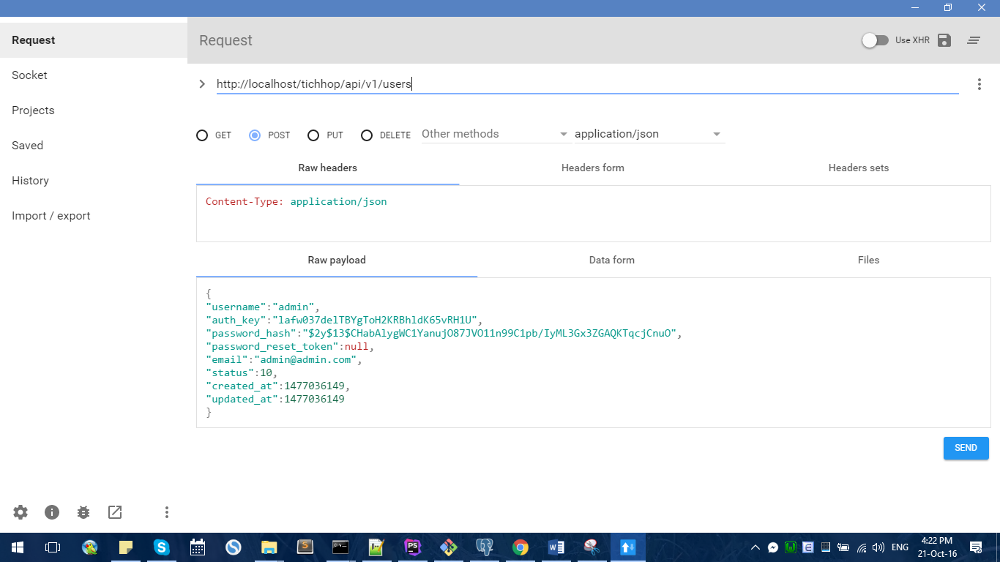 Request
Request
Use XHR
Socket
http://localhost/tichhop/api/v1/users
Projects
GET POST PUT DELETE Other methods application/json
Saved
Raw headers Headers form Headers sets
History
Content-Type: application/json
Import / export
Raw payload Data form Files
{
"username":"admin",
"auth_key":"lafw037delTBYgToH2KRBhldK65vRH1U",
"password_hash":"$2y$13$CHabAlygWC1YanujO87JVO11n99C1pb/IyML3Gx3ZGAQKTqcjCnuO",
"password_reset_token":null,
"email":"admin@admin.com",
"status":10,
"created_at":1477036149,
"updated_at":1477036149
}
SEND
ENG
4:22 PM
21-Oct-16